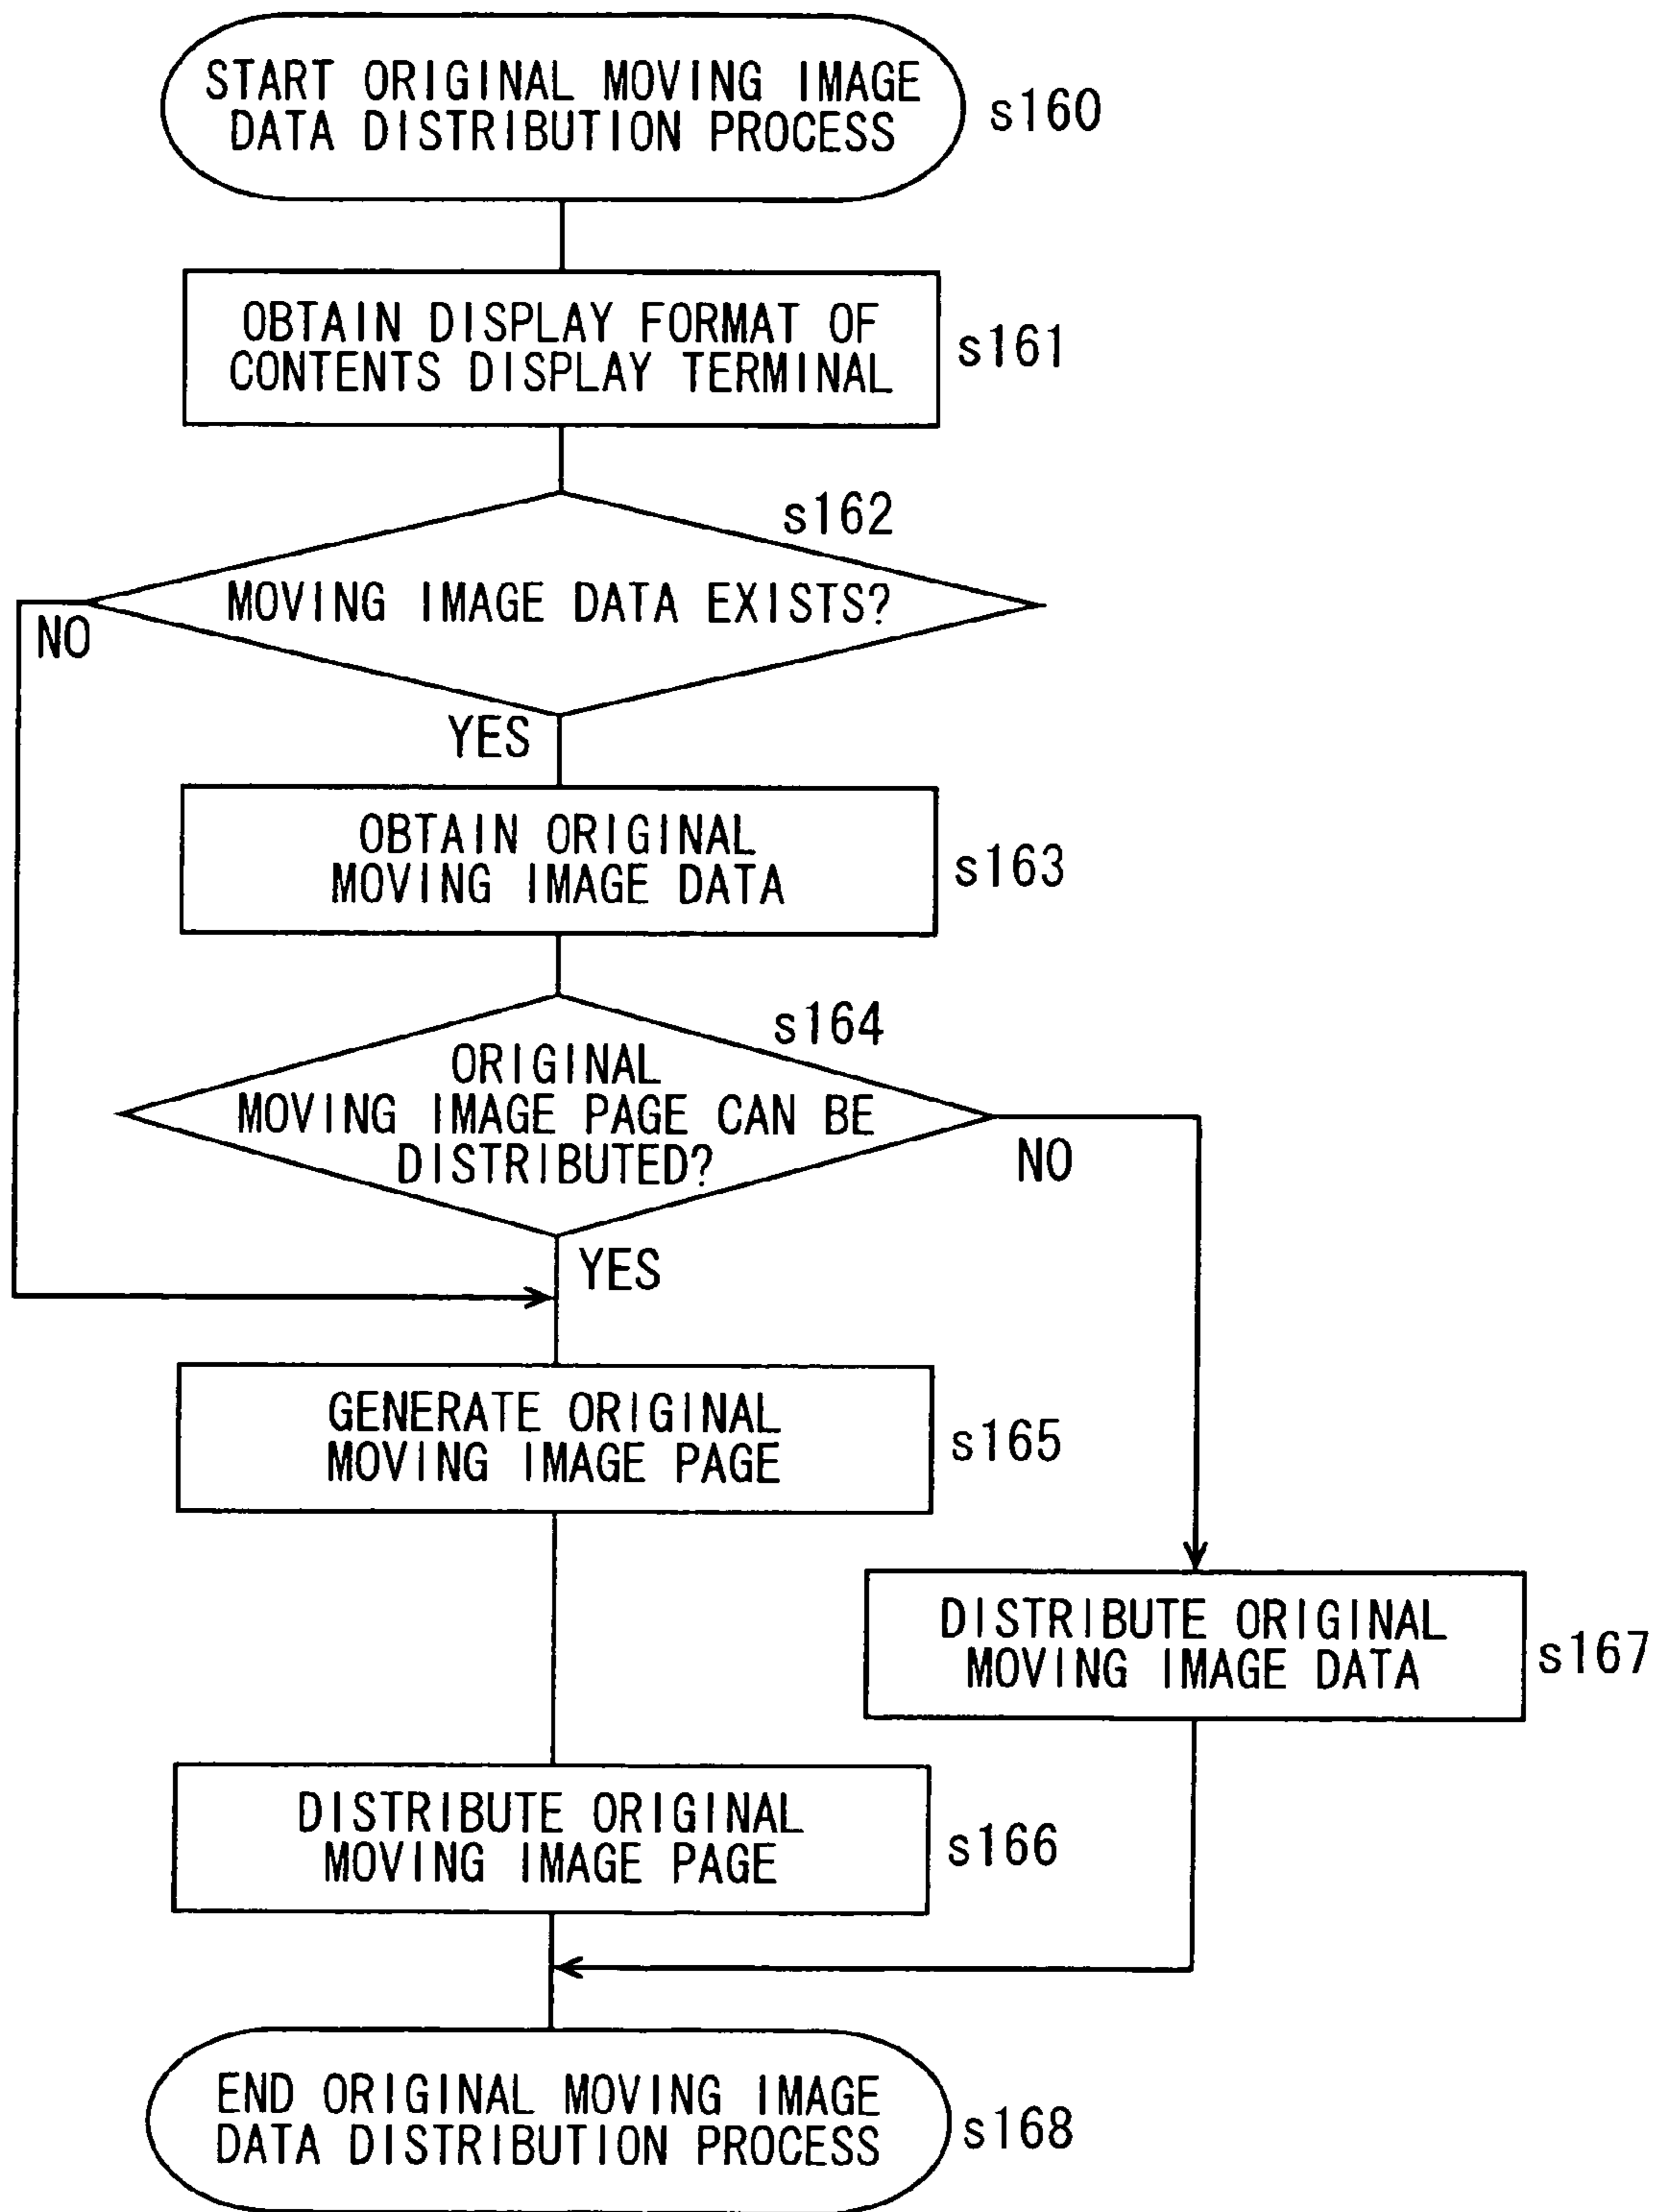 START ORIGINAL MOVING IMAGE
DATA DISTRIBUTION PROCESS
s160
OBTAIN DISPLAY FORMAT OF
CONTENTS DISPLAY TERMINAL
s161
s162
MOVING IMAGE DATA EXISTS?
NO
YES
OBTAIN ORIGINAL
MOVING IMAGE DATA
s163
s164
ORIGINAL
MOVING IMAGE PAGE CAN BE
DISTRIBUTED?
NO
YES
GENERATE ORIGINAL
MOVING IMAGE PAGE
s165
DISTRIBUTE ORIGINAL
MOVING IMAGE DATA
s167
DISTRIBUTE ORIGINAL
MOVING IMAGE PAGE
s166
END ORIGINAL MOVING IMAGE
DATA DISTRIBUTION PROCESS
s168